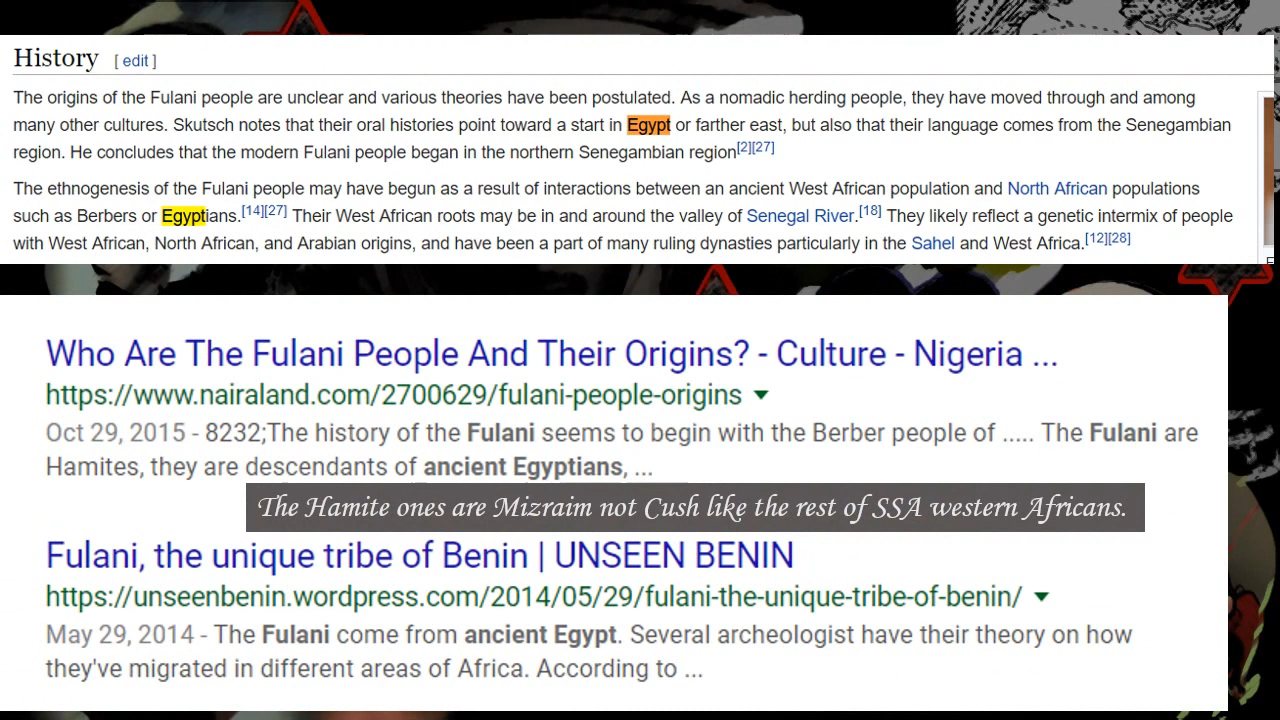 History [ edit ]
The origins of the Fulani people are unclear and various theories have been postulated. As a nomadic herding people, they have moved through and among
many other cultures. Skutsch notes that their oral histories point toward a start in Egypt or farther east, but also that their language comes from the Senegambian
region. He concludes that the modern Fulani people began in the northern Senegambian region[2][27]
The ethnogenesis of the Fulani people may have begun as a result of interactions between an ancient West African population and North African populations
such as Berbers or Egyptians.[14][27] Their West African roots may be in and around the valley of Senegal River.[18] They likely reflect a genetic intermix of people
with West African, North African, and Arabian origins, and have been a part of many ruling dynasties particularly in the Sahel and West Africa.[12][28]
Who Are The Fulani People And Their Origins? - Culture - Nigeria ...
https://www.nairaland.com/2700629/fulani-people-origins
Oct 29, 2015 - 8232;The history of the Fulani seems to begin with the Berber people of ..... The Fulani are
Hamites, they are descendants of ancient Egyptians, ...
The Hamite ones are Mizraim not Cush like the rest of SSA western Africans.
Fulani, the unique tribe of Benin | UNSEEN BENIN
https://unseenbenin.wordpress.com/2014/05/29/fulani-the-unique-tribe-of-benin/
May 29, 2014 - The Fulani come from ancient Egypt. Several archeologist have their theory on how
they've migrated in different areas of Africa. According to ...